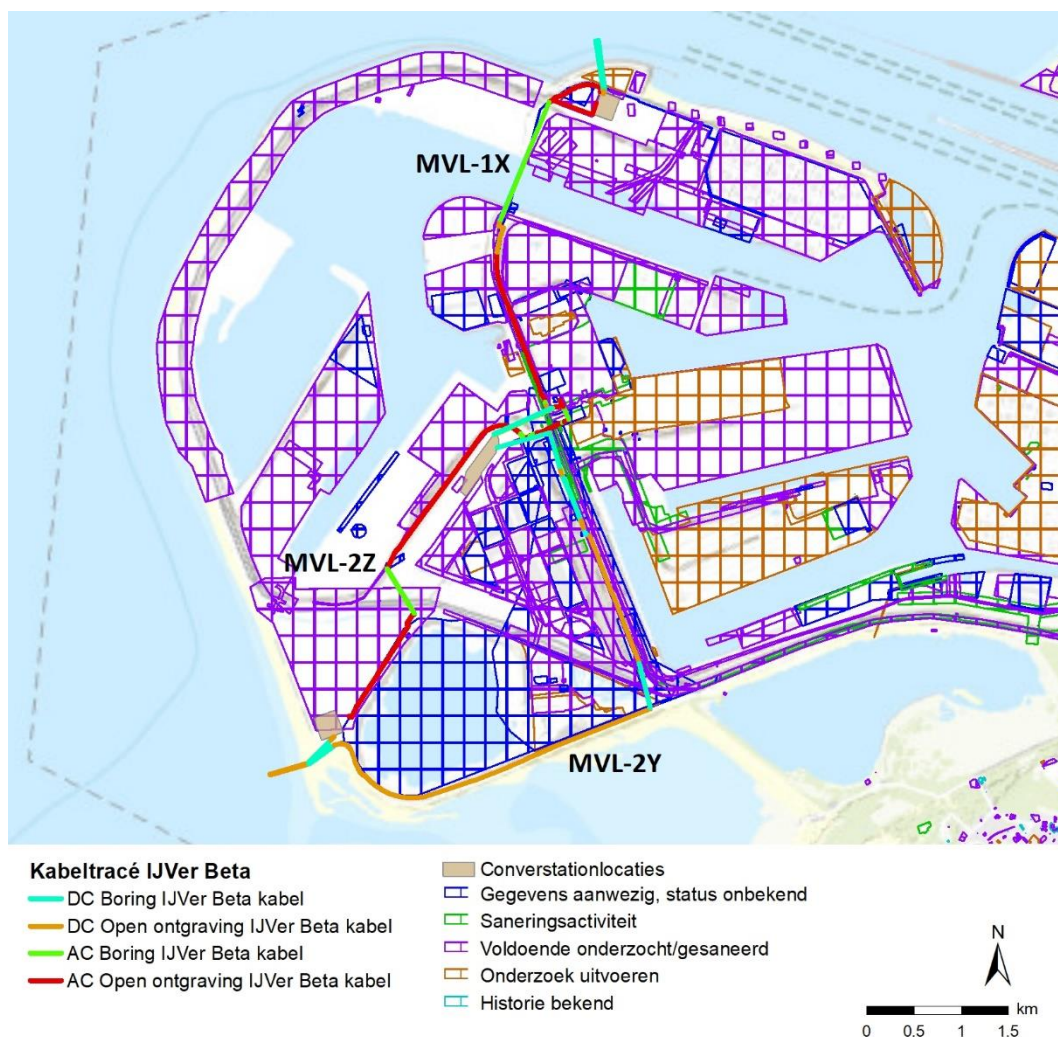 MVL-1X
MVL-2Z
MVL-2Y
Kabeltracé IJVer Beta
DC Boring IJVer Beta kabel
DC Open ontgraving IJVer Beta kabel
AC Boring IJVer Beta kabel
AC Open ontgraving IJVer Beta kabel
Converstationlocaties
Gegevens aanwezig, status onbekend
Saneringsactiviteit
Voldoende onderzocht/gesaneerd
Onderzoek uitvoeren
Historie bekend
N
km
0 0.5 1 1.5